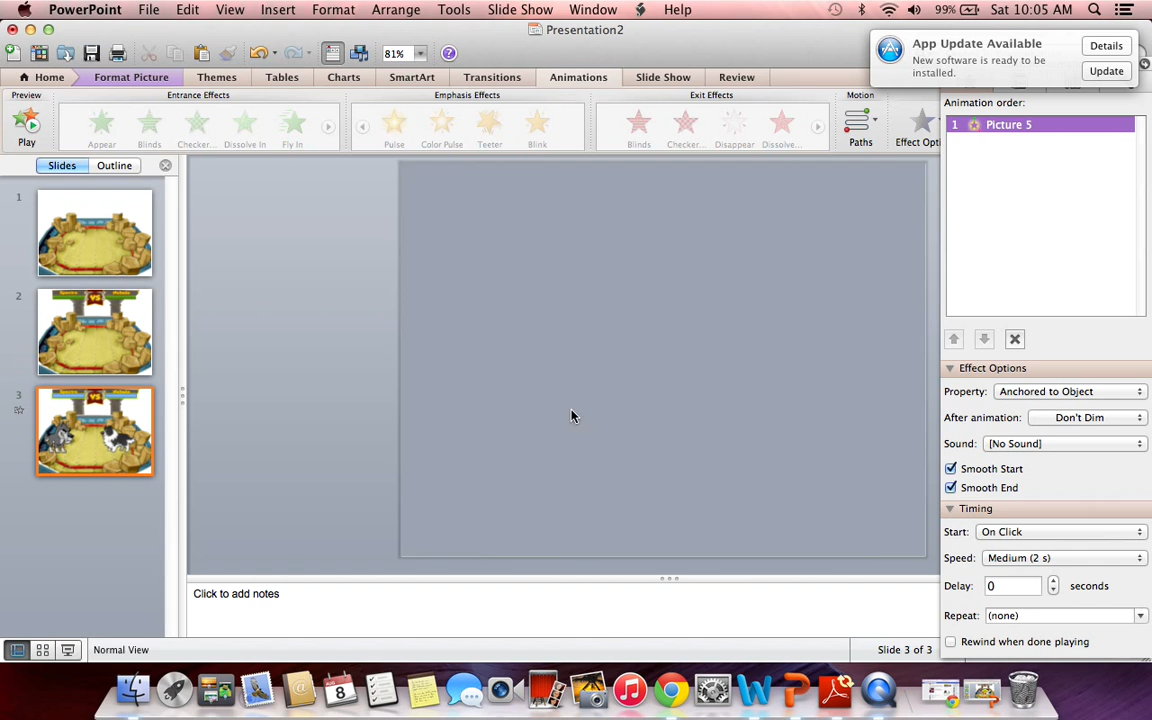 PowerPoint File Edit View Insert Format Arrange Tools Slide Show Window Help 99% Sat 10:05 AM
Presentation2
App Update Available
New software is ready to be
installed.
Details
Update
81%
Home Format Picture Themes Tables Charts SmartArt Transitions Animations Slide Show Review
Preview Entrance Effects Emphasis Effects Exit Effects Motion
Play Appear Blinds Checker... Dissolve In Fly In Pulse Color Pulse Teeter Blink Blinds Checker... Disappear Dissolve... Paths Effect Opti
Animation order:
1 Picture 5
Slides Outline
1
2
VS
3
VS
Effect Options
Property: Anchored to Object
After animation: Don't Dim
Sound: [No Sound]
Smooth Start
Smooth End
Timing
Start: On Click
Speed: Medium (2 s)
Delay: 0 seconds
Repeat: (none)
Rewind when done playing
Click to add notes
Normal View Slide 3 of 3
AUG
8